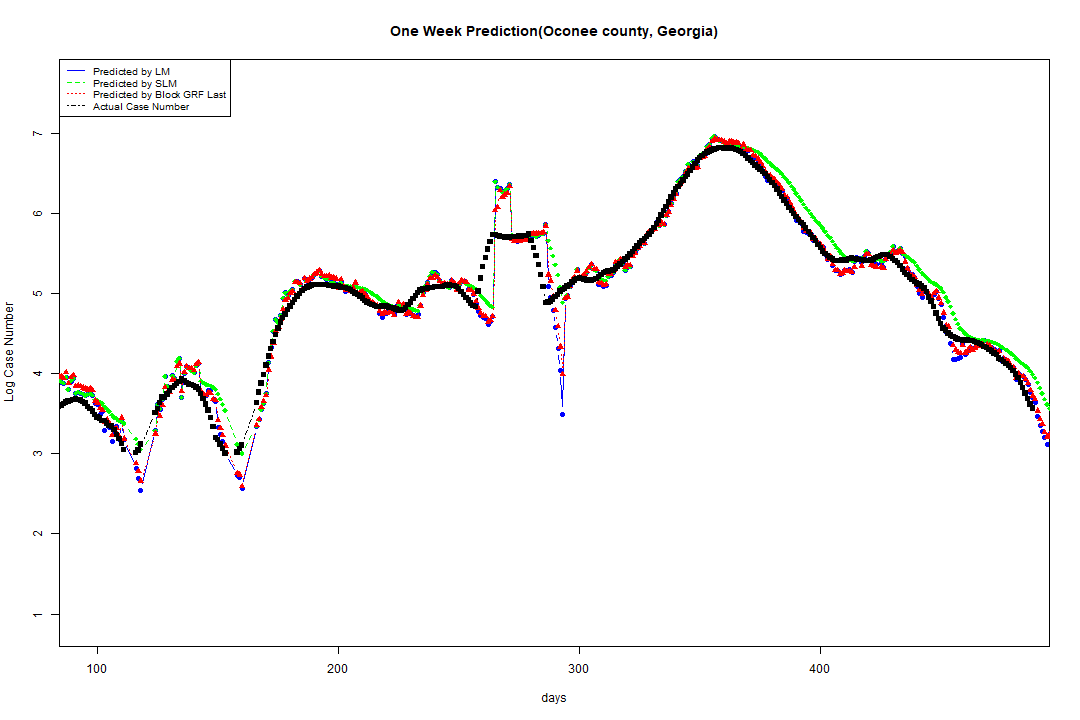 One Week Prediction(Oconee county, Georgia)
Predicted by LM
Predicted by SLM
Predicted by Block GRF Last
Actual Case Number
7
6
5
4
3
2
1
Log Case Number
100 200 300 400
days